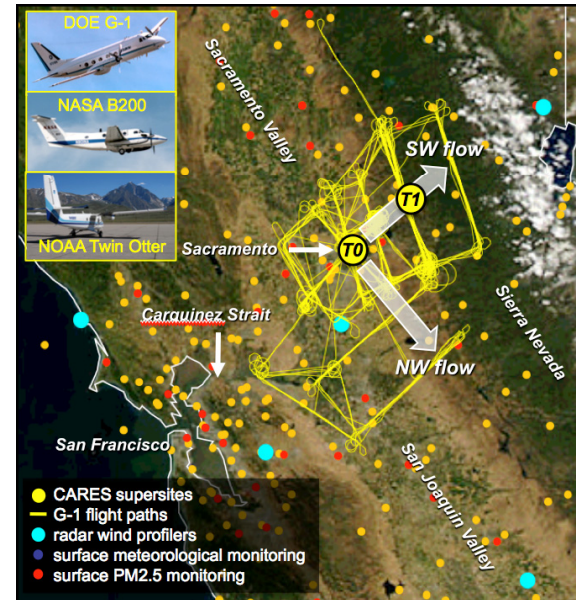 DOE G-1
NASA B200
NOAA Twin Otter
Sacramento Valley
SW flow
T1
Sacramento
T0
Carquinez Strait
Sierra Nevada
NW flow
San Francisco
San Joaquin Valley
CARES supersites
G-1 flight paths
radar wind profilers
surface meteorological monitoring
surface PM2.5 monitoring